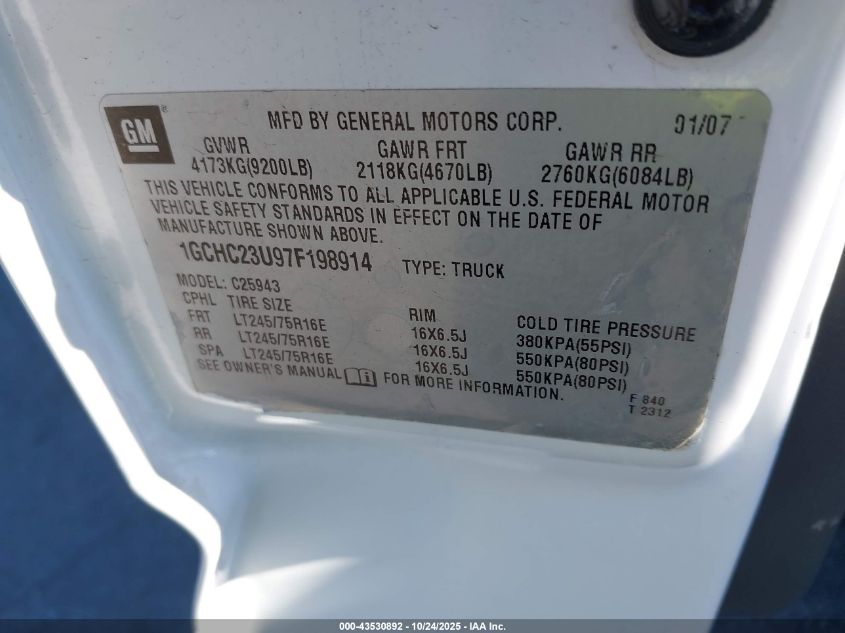 GM ®
MFD BY GENERAL MOTORS CORP. 01/07
GVWR GAWR FRT GAWR RR
4173KG(9200LB) 2118KG(4670LB) 2760KG(6084LB)
THIS VEHICLE CONFORMS TO ALL APPLICABLE U.S. FEDERAL MOTOR
VEHICLE SAFETY STANDARDS IN EFFECT ON THE DATE OF
MANUFACTURE SHOWN ABOVE.
1GCHC23U97F198914 TYPE: TRUCK
MODEL: C25943
CPHL TIRE SIZE RIM COLD TIRE PRESSURE
FRT LT245/75R16E 16X6.5J 380KPA(55PSI)
RR LT245/75R16E 16X6.5J 550KPA(80PSI)
SPA LT245/75R16E 16X6.5J 550KPA(80PSI)
SEE OWNER'S MANUAL FOR MORE INFORMATION.
F 840
T 2312
000-43530892 - 10/24/2025 - IAA Inc.